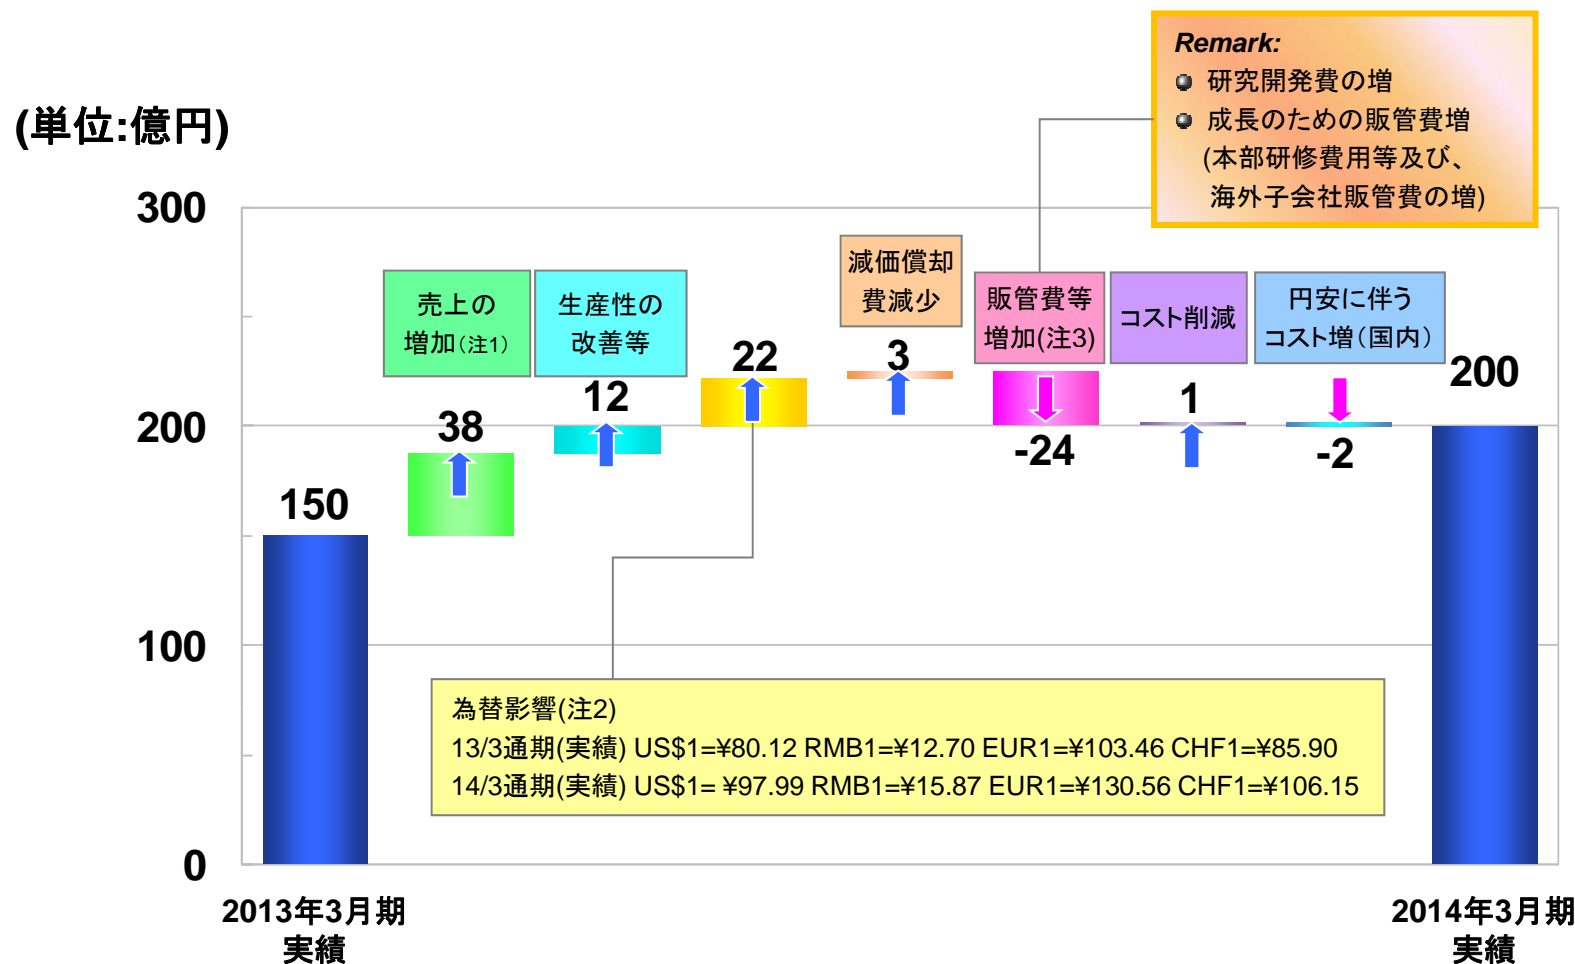 Remark:
研究開発費の増
成長のための販管費増
(本部研修費用等及び、
海外子会社販管費の増)
(単位:億円)
300
200
100
0
売上の
増加(注1)
生産性の
改善等
減価償却
費減少
販管費等
増加(注3)
コスト削減
円安に伴う
コスト増(国内)
150
38
12
22
3
-24
1
-2
200
為替影響(注2)
13/3通期(実績) US$1=¥80.12 RMB1=¥12.70 EUR1=¥103.46 CHF1=¥85.90
14/3通期(実績) US$1= ¥97.99 RMB1=¥15.87 EUR1=¥130.56 CHF1=¥106.15
2013年3月期
実績
2014年3月期
実績